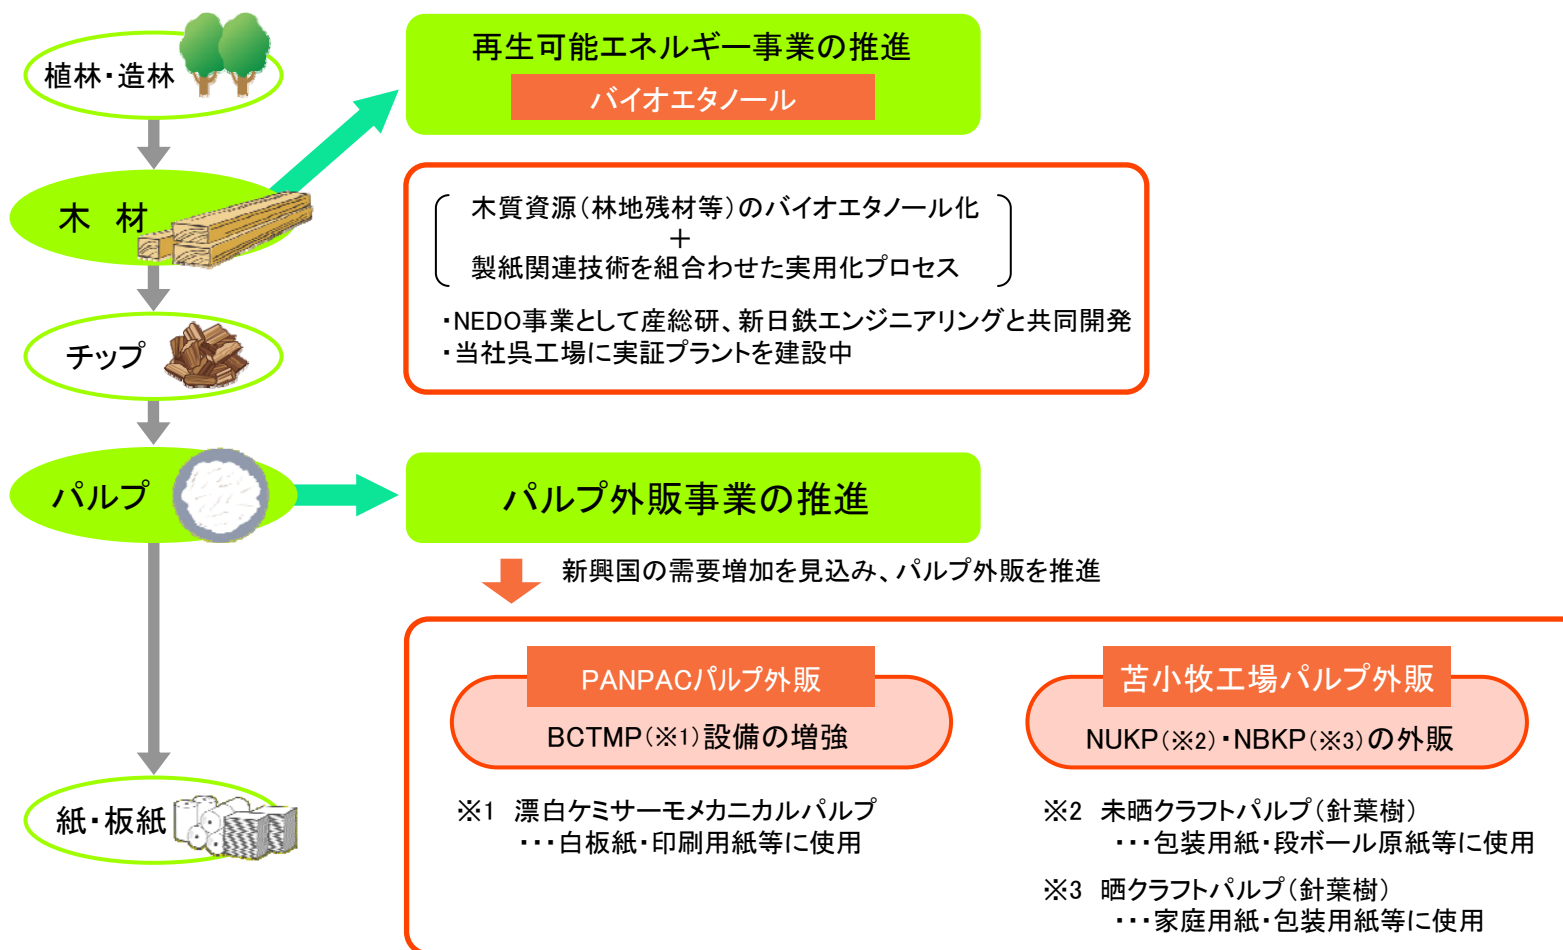 植林・造林
再生可能エネルギー事業の推進
バイオエタノール
木 材
木質資源(林地残材等)のバイオエタノール化
＋
製紙関連技術を組合わせた実用化プロセス
・NEDO事業として産総研、新日鉄エンジニアリングと共同開発
・当社呉工場に実証プラントを建設中
チップ
パルプ
パルプ外販事業の推進
新興国の需要増加を見込み、パルプ外販を推進
PANPACパルプ外販
BCTMP(※1)設備の増強
※1 漂白ケミサーモメカニカルパルプ
・・・白板紙・印刷用紙等に使用
苫小牧工場パルプ外販
NUKP(※2)・NBKP(※3)の外販
※2 未晒クラフトパルプ(針葉樹)
・・・包装用紙・段ボール原紙等に使用
※3 晒クラフトパルプ(針葉樹)
・・・家庭用紙・包装用紙等に使用
紙・板紙